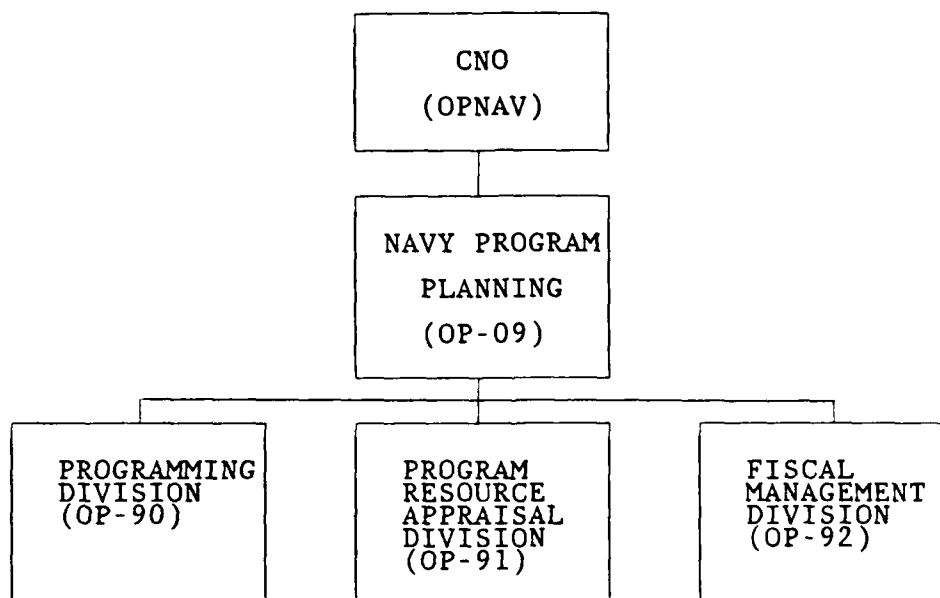 CNO
(OPNAV)
NAVY PROGRAM
PLANNING
(OP-09)
PROGRAMMING
DIVISION
(OP-90)
PROGRAM
RESOURCE
APPRAISAL
DIVISION
(OP-91)
FISCAL
MANAGEMENT
DIVISION
(OP-92)